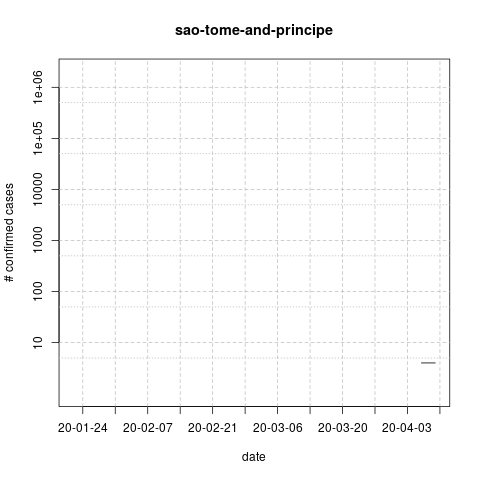 sao-tome-and-principe
# confirmed cases
1e+06
1e+05
10000
1000
100
10
20-01-24 20-02-07 20-02-21 20-03-06 20-03-20 20-04-03
date